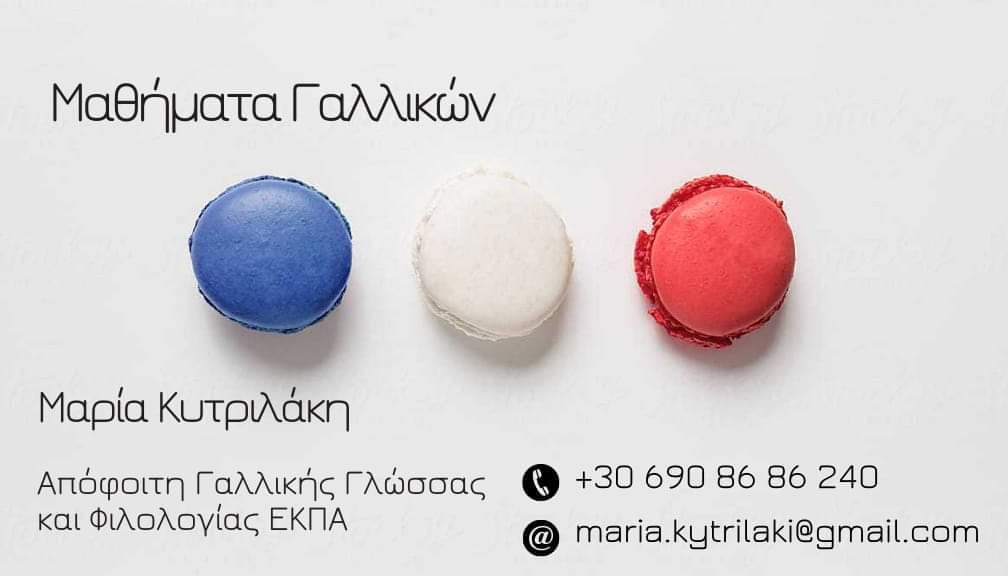 Μαθήματα Γαλλικών
Μαρία Κυτριλάκη
Απόφοιτη Γαλλικής Γλώσσας
και Φιλολογίας ΕΚΠΑ
+30 690 86 86 240
@ maria.kytrilaki@gmail.com